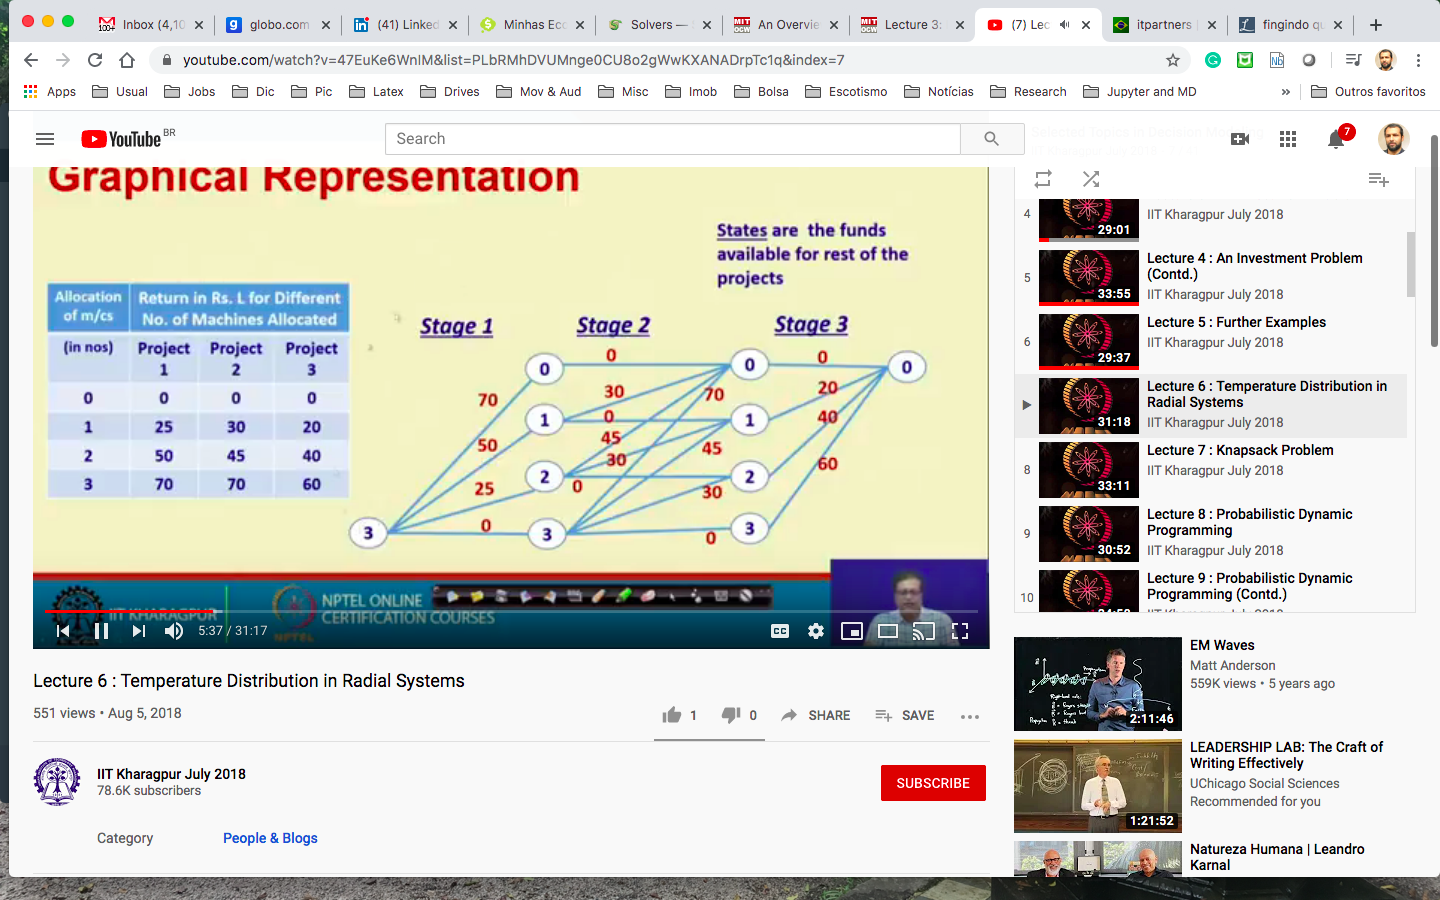 Inbox (4,10
100+
globo.com
(41) Linked
Minhas Ecc
Solvers —
An Overvie
Lecture 3:
(7) Lec
itpartners
fingindo qu
youtube.com/watch?v=47EuKe6WnIM&list=PLbRMhDVUMnge0CU8o2gWwKXANADrpTc1q&index=7
Apps
Usual
Jobs
Dic
Pic
Latex
Drives
Mov & Aud
Misc
Imob
Bolsa
Escotismo
Notícias
Research
Jupyter and MD
»
Outros favoritos
YouTube BR
Search
7
Graphical Representation
States are the funds
available for rest of the
projects
Allocation of m/cs
Return in Rs. L for Different No. of Machines Allocated
(in nos) Project 1 Project 2 Project 3
0 0 0 0
1 25 30 20
2 50 45 40
3 70 70 60
Stage 1 Stage 2 Stage 3
0 0 0 0 0
70 30 70 20
1 0 1 40
50 45 45
30 60
25 2 0 30 2
3 0 3 0 3
IIT KHARAGPUR
NPTEL
NPTEL ONLINE
CERTIFICATION COURSES
5:37 / 31:17
CC
Lecture 6 : Temperature Distribution in Radial Systems
551 views • Aug 5, 2018
1
0
SHARE
SAVE
IIT Kharagpur July 2018
78.6K subscribers
SUBSCRIBE
Category
People & Blogs
4
29:01
IIT Kharagpur July 2018
5
33:55
Lecture 4 : An Investment Problem
(Contd.)
IIT Kharagpur July 2018
6
29:37
Lecture 5 : Further Examples
IIT Kharagpur July 2018
31:18
Lecture 6 : Temperature Distribution in
Radial Systems
IIT Kharagpur July 2018
8
33:11
Lecture 7 : Knapsack Problem
IIT Kharagpur July 2018
9
30:52
Lecture 8 : Probabilistic Dynamic
Programming
IIT Kharagpur July 2018
10
Lecture 9 : Probabilistic Dynamic
Programming (Contd.)
2:11:46
EM Waves
Matt Anderson
559K views • 5 years ago
1:21:52
LEADERSHIP LAB: The Craft of
Writing Effectively
UChicago Social Sciences
Recommended for you
Natureza Humana | Leandro
Karnal